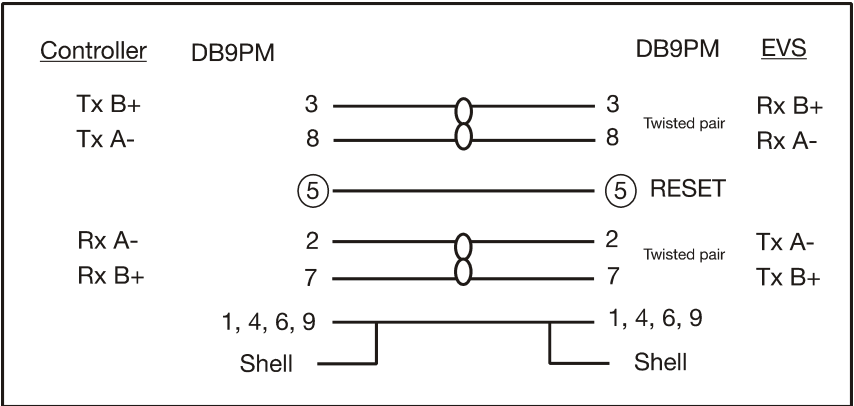 Controller DB9PM DB9PM EVS
Tx B+ 3 3 Twisted pair Rx B+
Tx A- 8 8 Rx A-
5 5 RESET
Rx A- 2 2 Twisted pair Tx A-
Rx B+ 7 7 Tx B+
1, 4, 6, 9 1, 4, 6, 9
Shell Shell